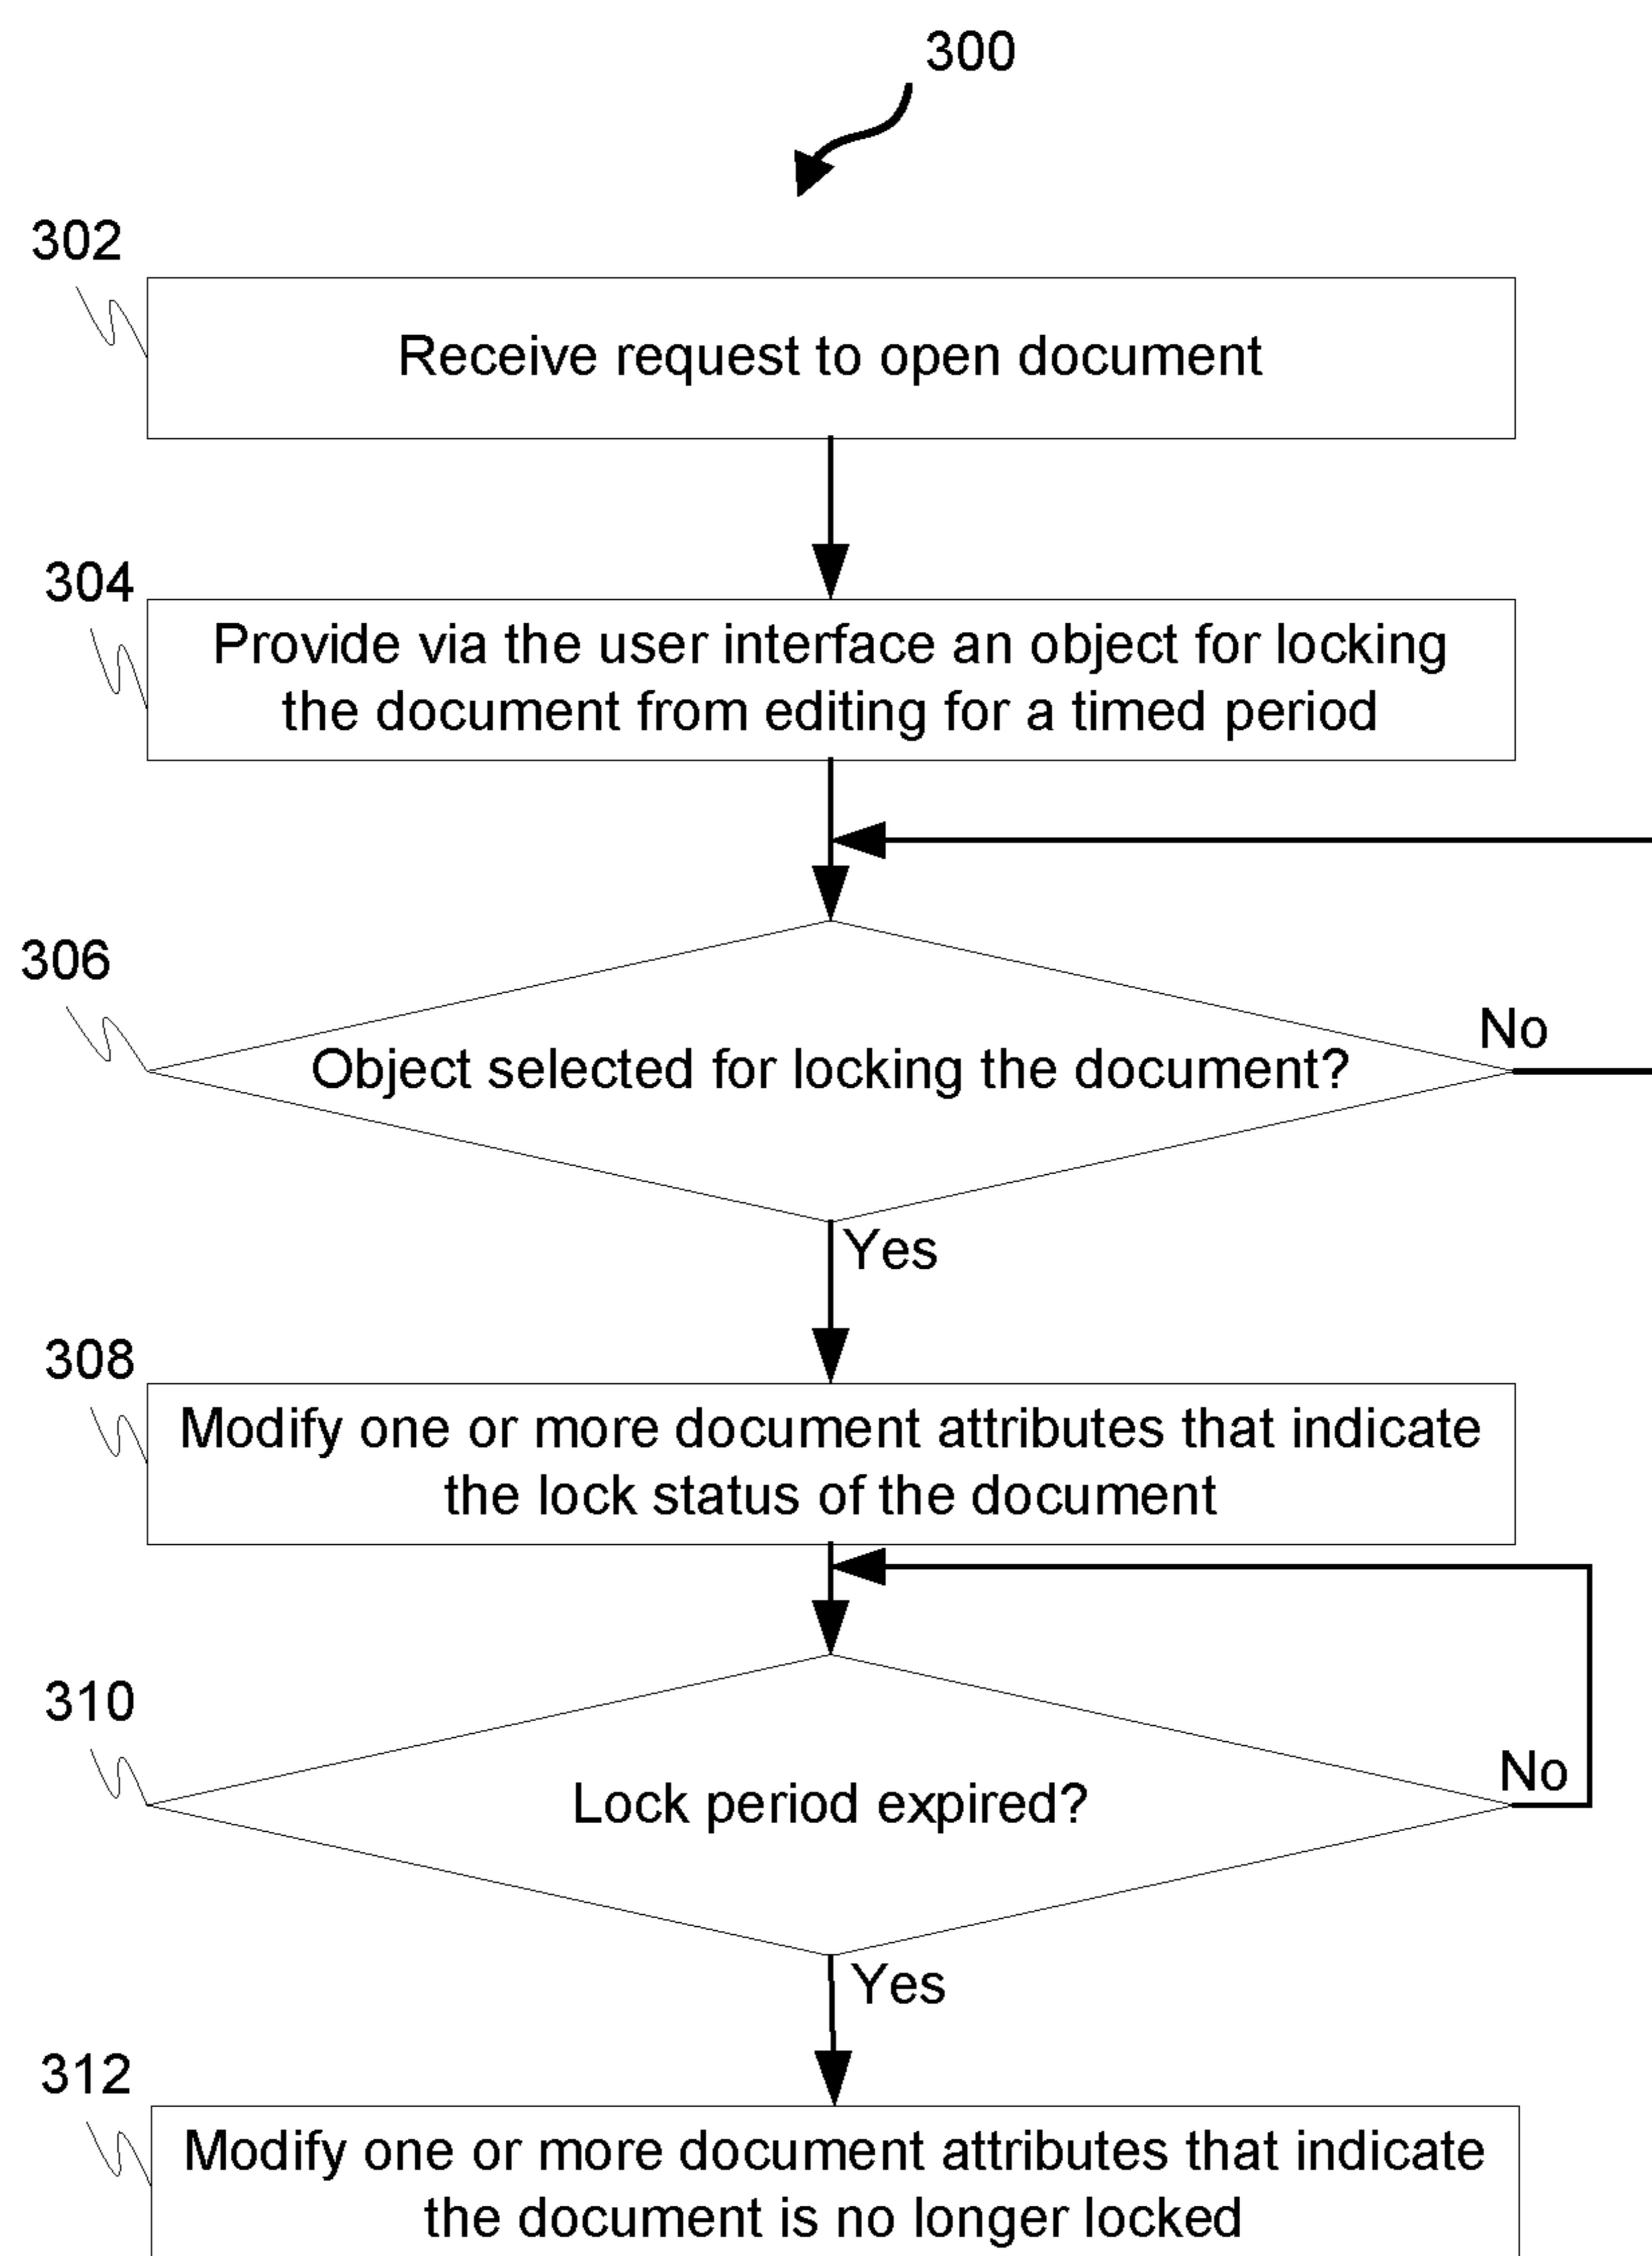 300
302
Receive request to open document
304
Provide via the user interface an object for locking
the document from editing for a timed period
306
No
Object selected for locking the document?
Yes
308
Modify one or more document attributes that indicate
the lock status of the document
310
No
Lock period expired?
Yes
312
Modify one or more document attributes that indicate
the document is no longer locked